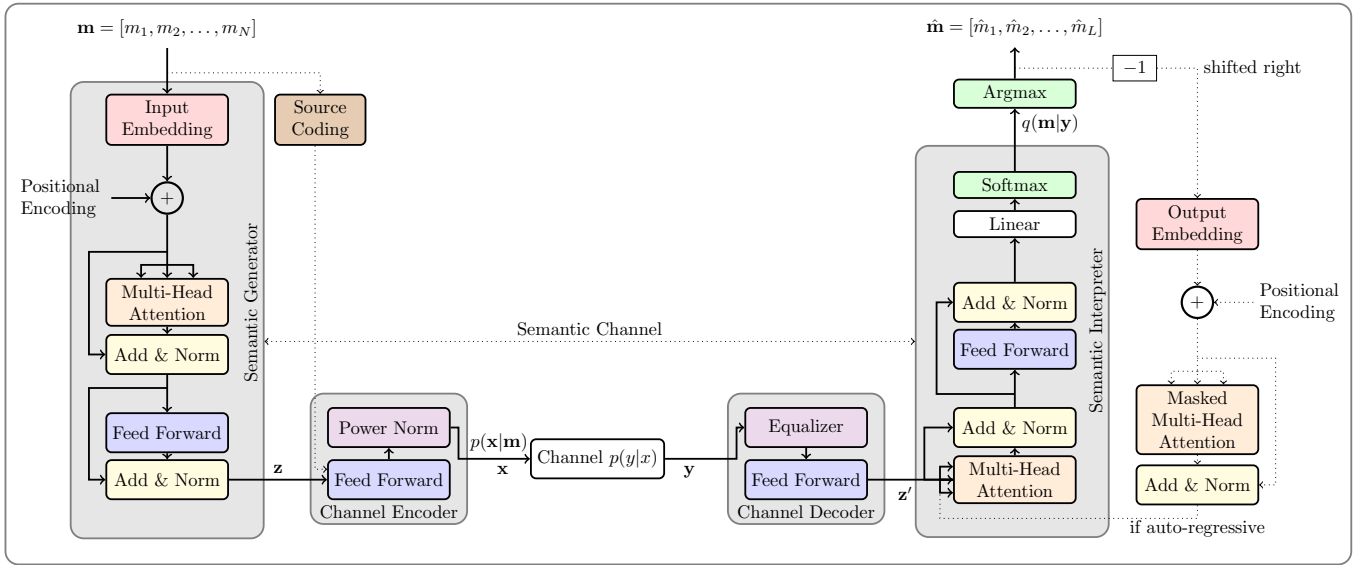 𝐦 = [m₁, m₂, . . . , m_N]
Input
Embedding
Source
Coding
Positional
Encoding
+
Multi-Head
Attention
Add & Norm
Feed Forward
Add & Norm
Semantic Generator
𝐳
Semantic Channel
Power Norm
Feed Forward
Channel Encoder
p(𝐱|𝐦)
𝐱
Channel p(y|x)
𝐲
Equalizer
Feed Forward
Channel Decoder
𝐳′
𝐦̂ = [m̂₁, m̂₂, . . . , m̂_L]
Argmax
q(𝐦|𝐲)
Softmax
Linear
Add & Norm
Feed Forward
Add & Norm
Multi-Head
Attention
Semantic Interpreter
−1
shifted right
Output
Embedding
+
Positional
Encoding
Masked
Multi-Head
Attention
Add & Norm
if auto-regressive